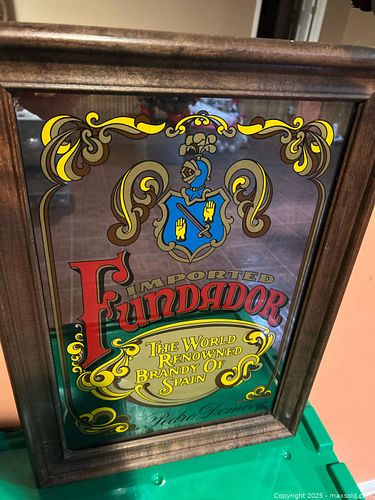 IMPORTED
FUNDADOR
THE WORLD
RENOWNED
BRANDY OF
SPAIN
Pedro Domecq
Copyright 2025 - maxsold.com